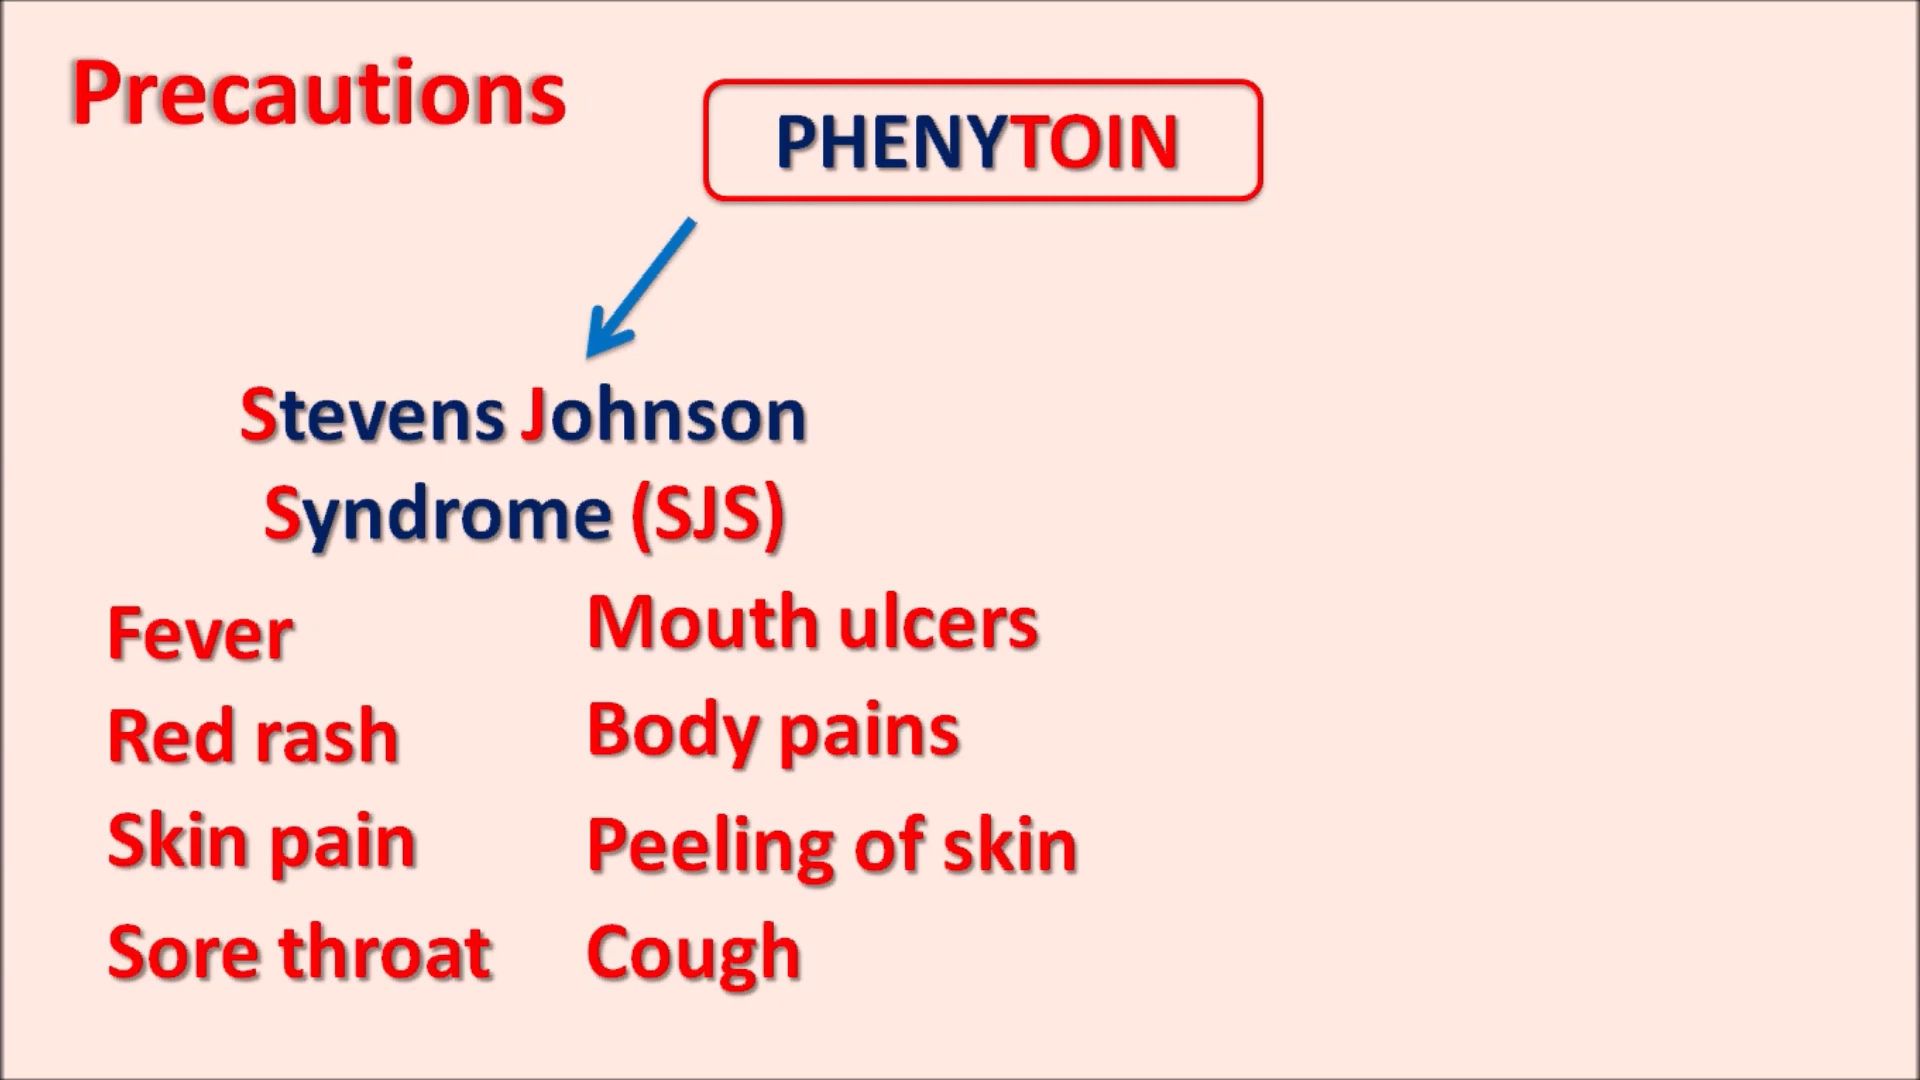 Precautions
PHENYTOIN
Stevens Johnson
Syndrome (SJS)
Fever
Red rash
Skin pain
Sore throat
Mouth ulcers
Body pains
Peeling of skin
Cough